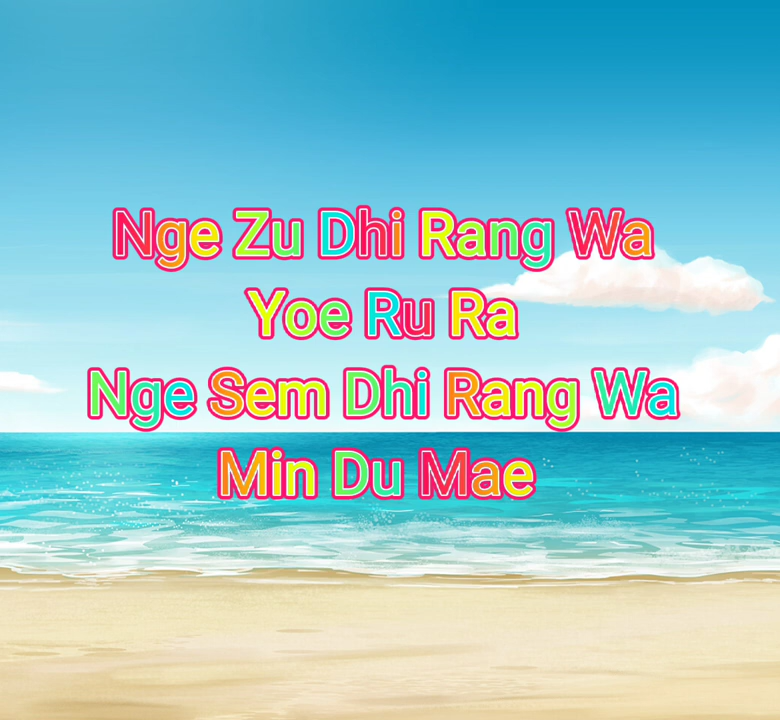 Nge Zu Dhi Rang Wa
Yoe Ru Ra
Nge Sem Dhi Rang Wa
Min Du Mae